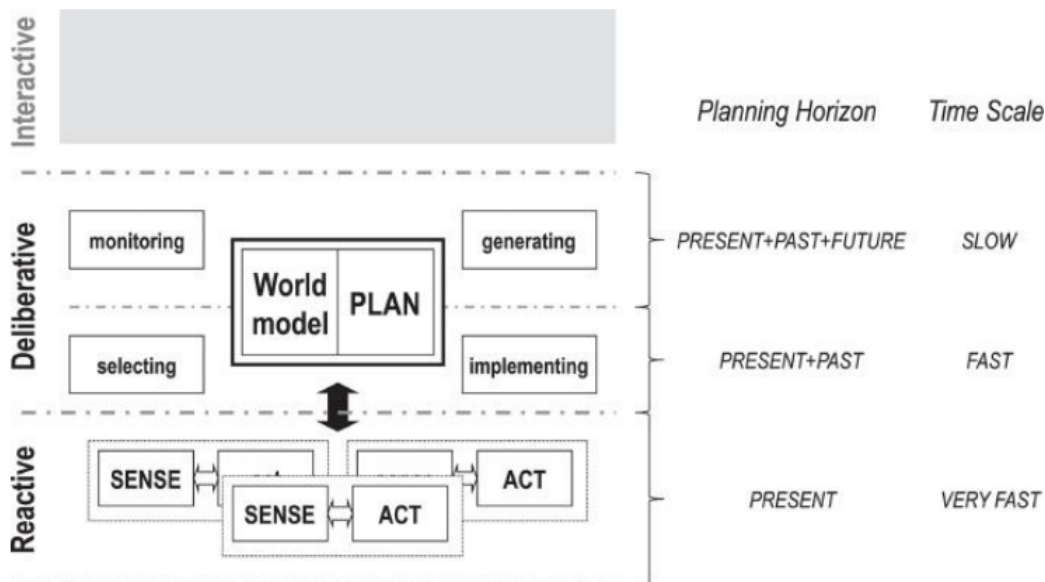 Interactive
Planning Horizon
Time Scale
Deliberative
monitoring
generating
World
model
PLAN
PRESENT+PAST+FUTURE
SLOW
selecting
implementing
PRESENT+PAST
FAST
Reactive
SENSE
ACT
SENSE
ACT
PRESENT
VERY FAST